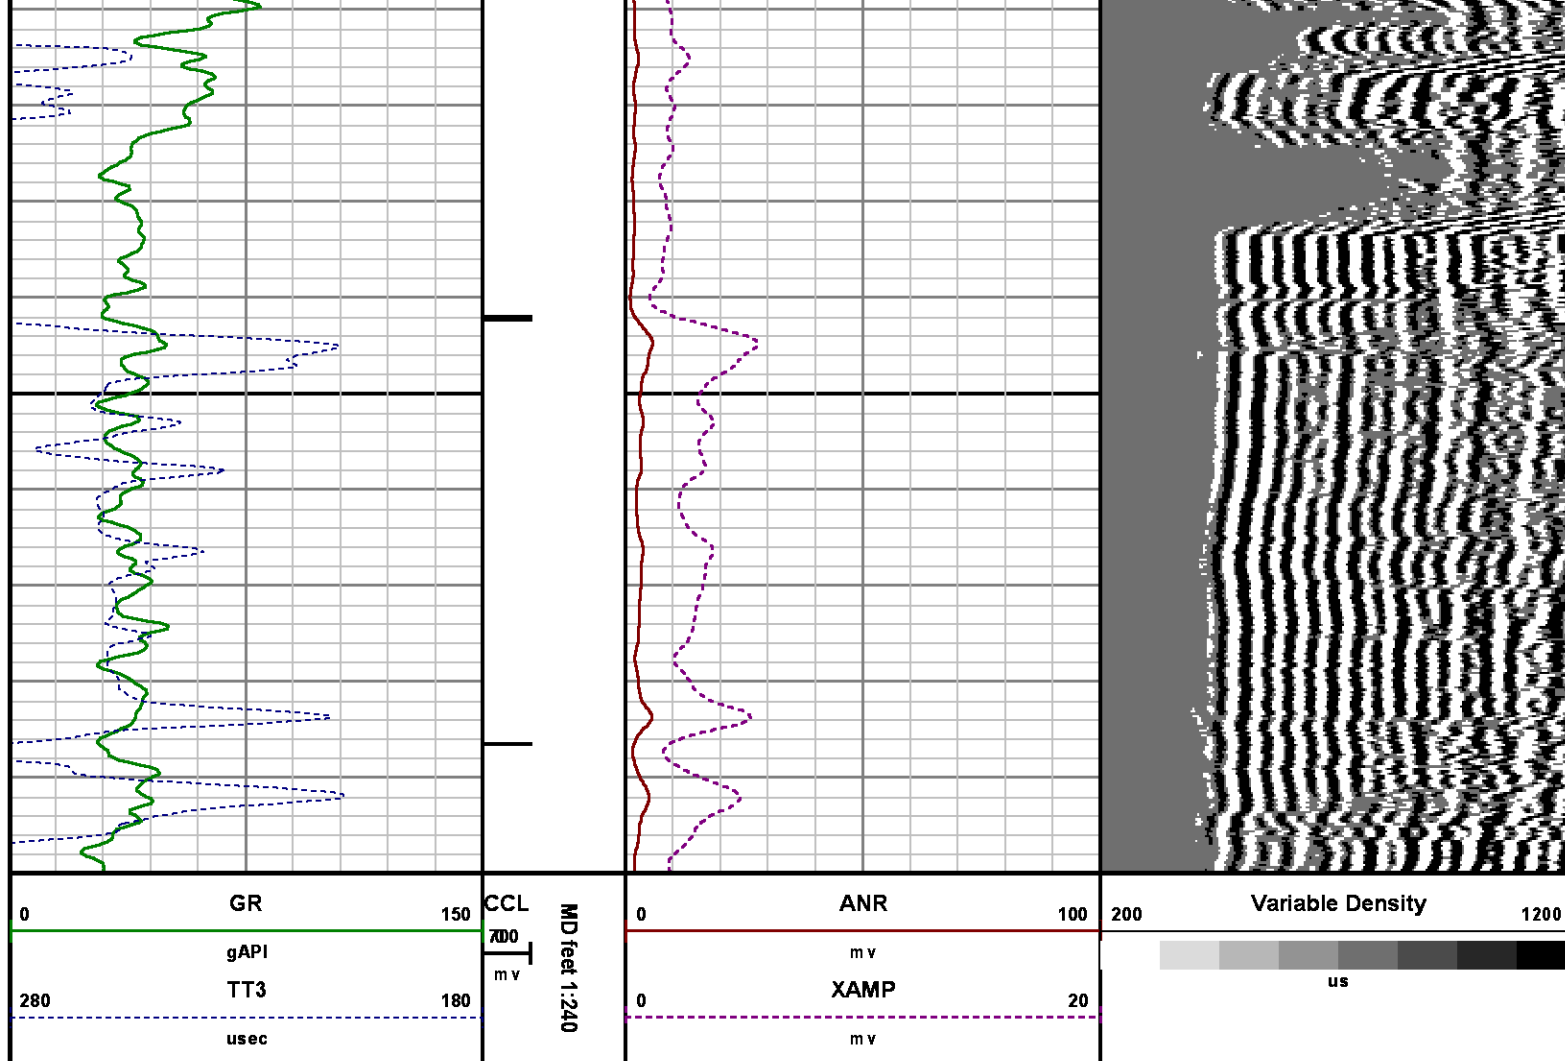 0 GR 150
gAPI
TT3
280 180
usec
CCL
mv
MD feet 1:240
0 ANR 100
mv
XAMP
0 20
mv
Variable Density
200 1200
us